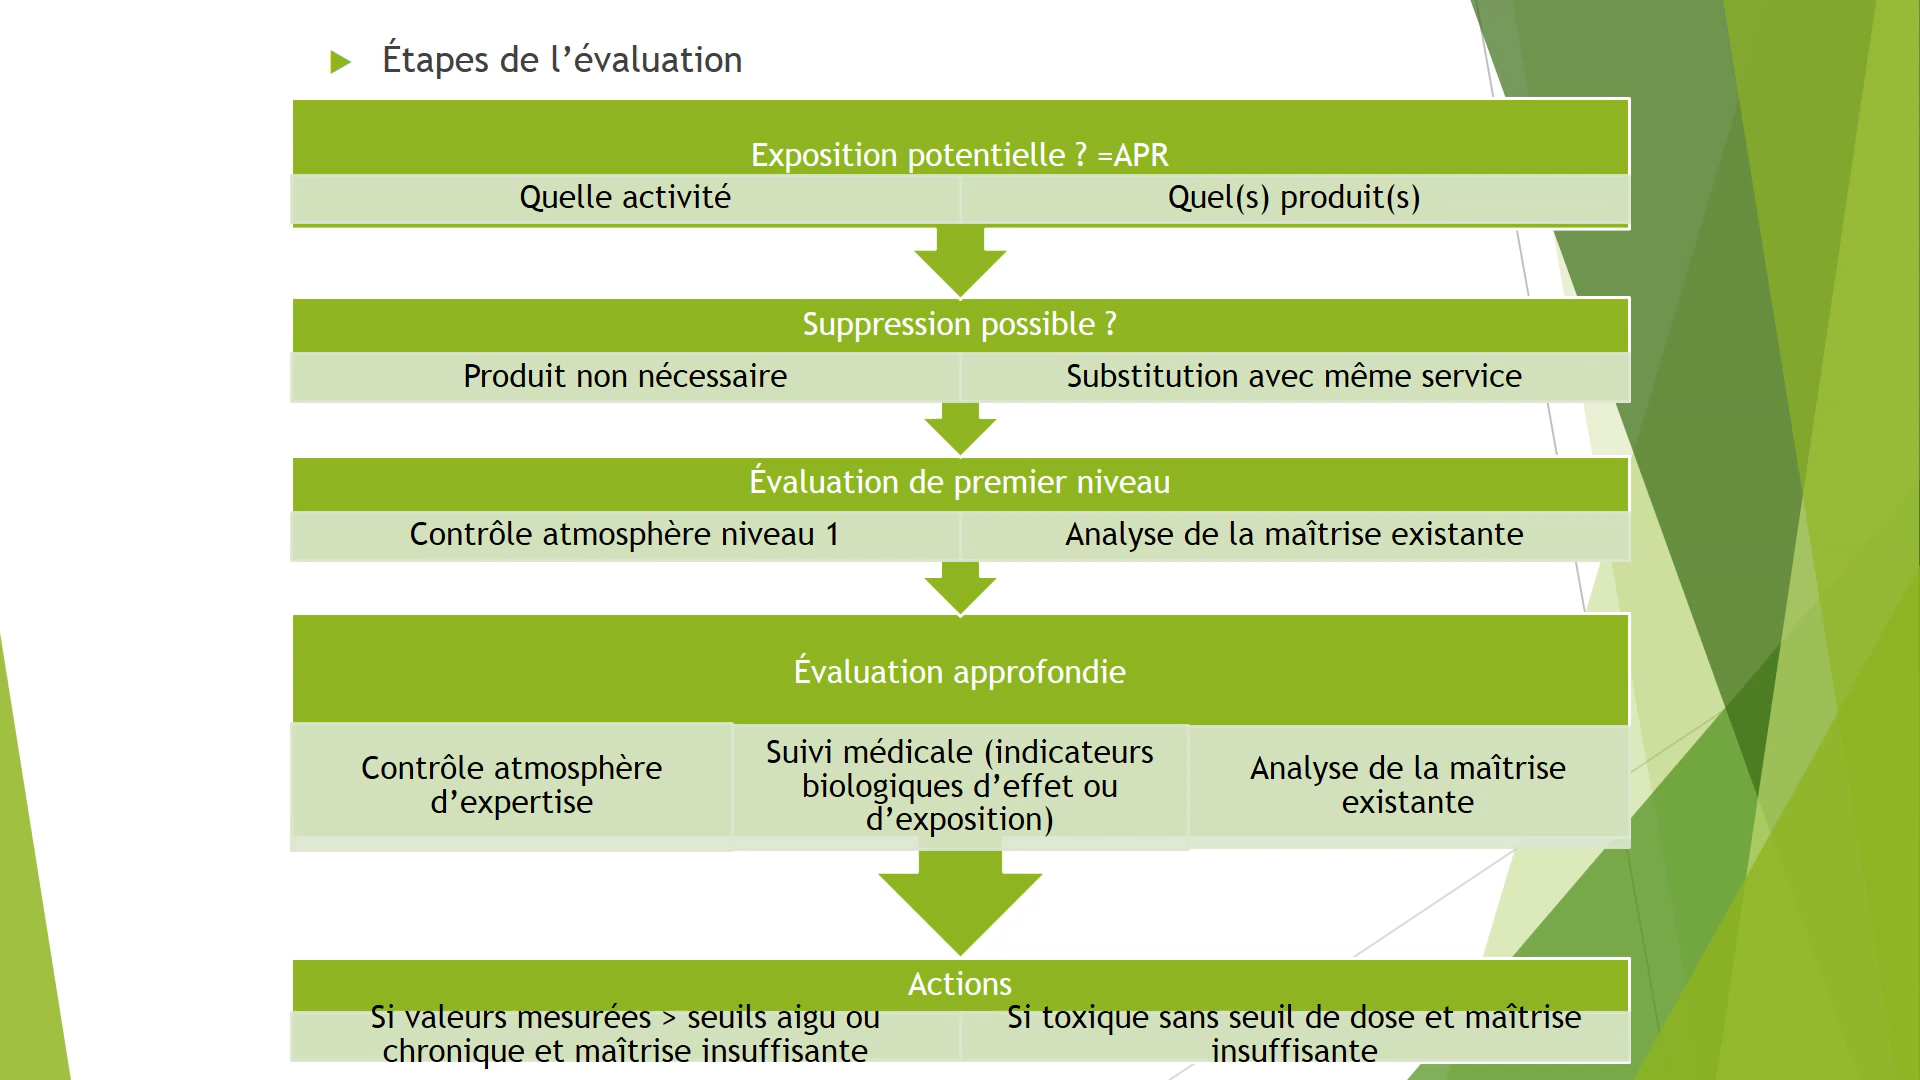 Étapes de l’évaluation
Exposition potentielle ? =APR
Quelle activité
Quel(s) produit(s)
Suppression possible ?
Produit non nécessaire
Substitution avec même service
Évaluation de premier niveau
Contrôle atmosphère niveau 1
Analyse de la maîtrise existante
Évaluation approfondie
Contrôle atmosphère
d’expertise
Suivi médicale (indicateurs
biologiques d’effet ou
d’exposition)
Analyse de la maîtrise
existante
Actions
Si valeurs mesurées > seuils aigu ou
chronique et maîtrise insuffisante
Si toxique sans seuil de dose et maîtrise
insuffisante